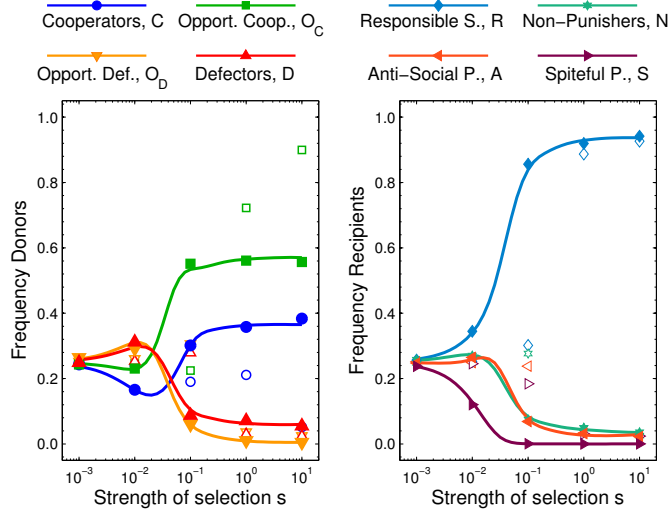 Cooperators, C
Opport. Coop., O_C
Responsible S., R
Non-Punishers, N
Opport. Def., O_D
Defectors, D
Anti-Social P., A
Spiteful P., S
Frequency Donors
1.0
0.8
0.6
0.4
0.2
0.0
10^−3
10^−2
10^−1
10^0
10^1
Strength of selection s
Frequency Recipients
1.0
0.8
0.6
0.4
0.2
0.0
10^−3
10^−2
10^−1
10^0
10^1
Strength of selection s